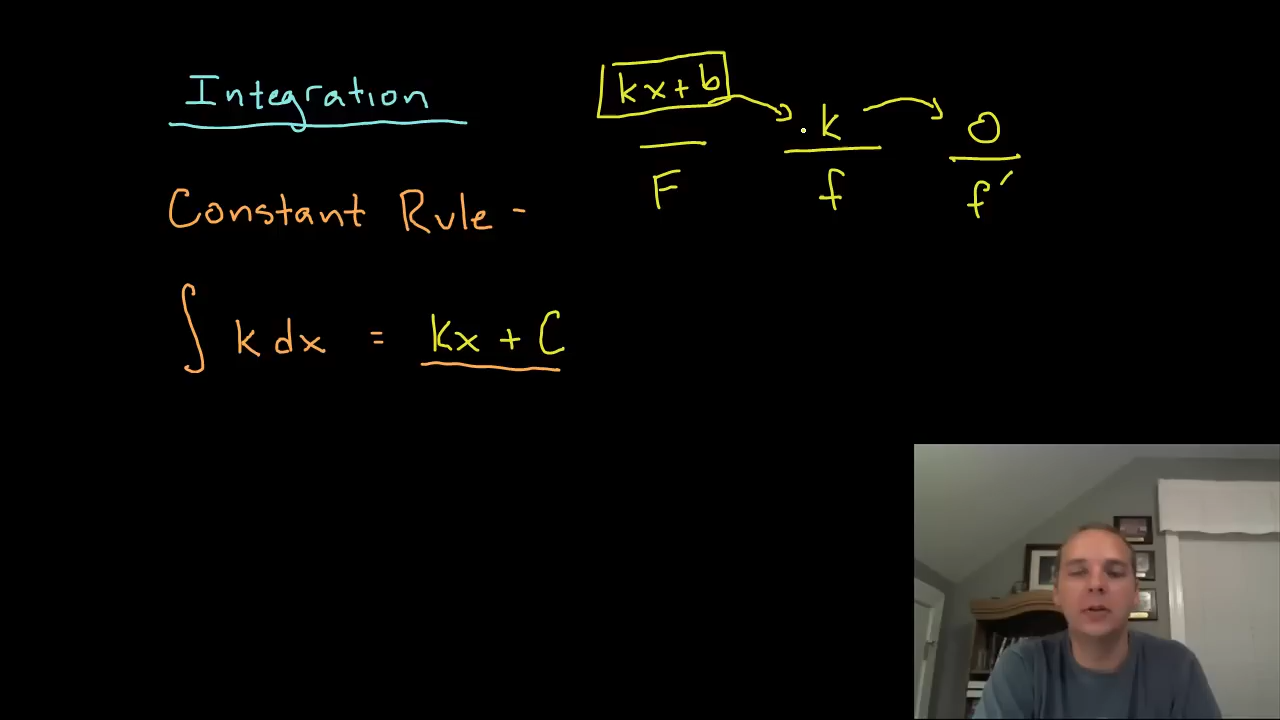 Integration
kx + b
k
0
F
f
f′
Constant Rule -
∫ k dx = kx + C